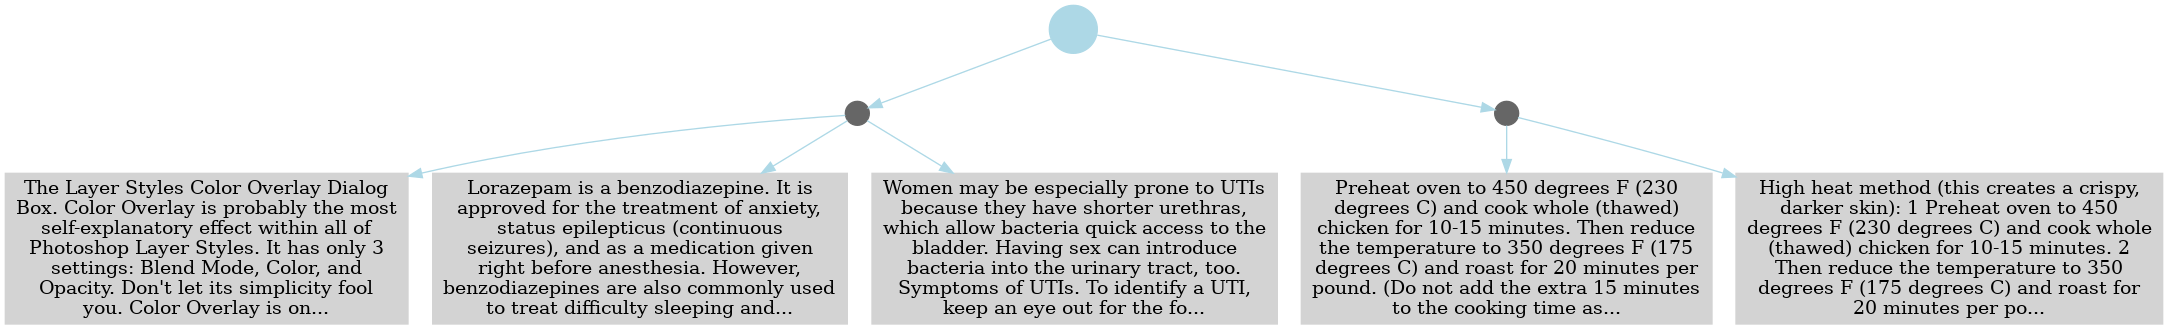 The Layer Styles Color Overlay Dialog
Box. Color Overlay is probably the most
self-explanatory effect within all of
Photoshop Layer Styles. It has only 3
settings: Blend Mode, Color, and
Opacity. Don't let its simplicity fool
you. Color Overlay is on...
Lorazepam is a benzodiazepine. It is
approved for the treatment of anxiety,
status epilepticus (continuous
seizures), and as a medication given
right before anesthesia. However,
benzodiazepines are also commonly used
to treat difficulty sleeping and...
Women may be especially prone to UTIs
because they have shorter urethras,
which allow bacteria quick access to the
bladder. Having sex can introduce
bacteria into the urinary tract, too.
Symptoms of UTIs. To identify a UTI,
keep an eye out for the fo...
Preheat oven to 450 degrees F (230
degrees C) and cook whole (thawed)
chicken for 10-15 minutes. Then reduce
the temperature to 350 degrees F (175
degrees C) and roast for 20 minutes per
pound. (Do not add the extra 15 minutes
to the cooking time as...
High heat method (this creates a crispy,
darker skin): 1 Preheat oven to 450
degrees F (230 degrees C) and cook whole
(thawed) chicken for 10-15 minutes. 2
Then reduce the temperature to 350
degrees F (175 degrees C) and roast for
20 minutes per po...